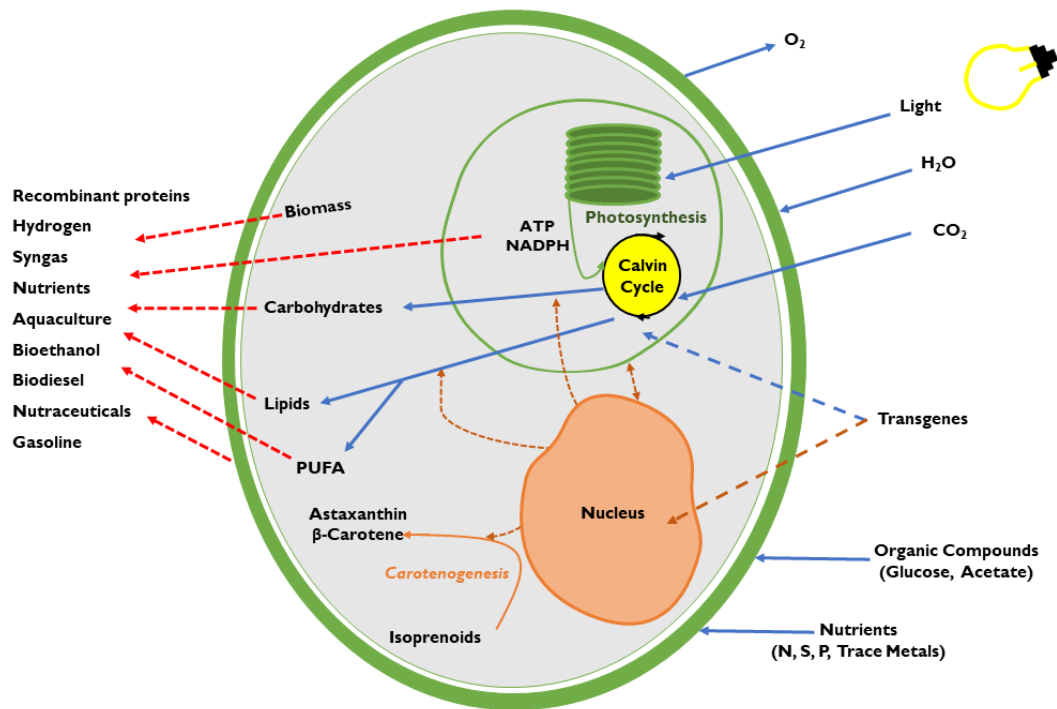 O2
Light
H2O
CO2
Recombinant proteins
Hydrogen
Syngas
Nutrients
Aquaculture
Bioethanol
Biodiesel
Nutraceuticals
Gasoline
Biomass
Photosynthesis
ATP
NADPH
Calvin
Cycle
Carbohydrates
Lipids
PUFA
Transgenes
Astaxanthin
β-Carotene
Nucleus
Carotenogenesis
Isoprenoids
Organic Compounds
(Glucose, Acetate)
Nutrients
(N, S, P, Trace Metals)